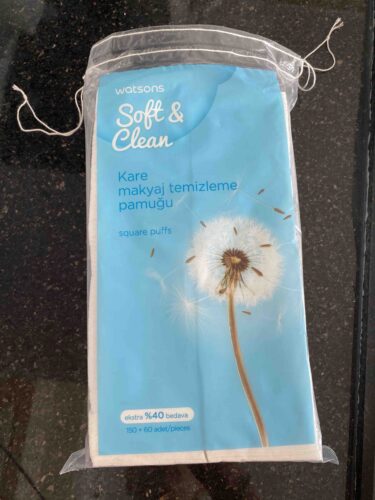 watsons
Soft &
Clean
Kare
makyaj temizleme
pamuğu
square puffs
ekstra %40 bedava
150 + 60 adet/pieces